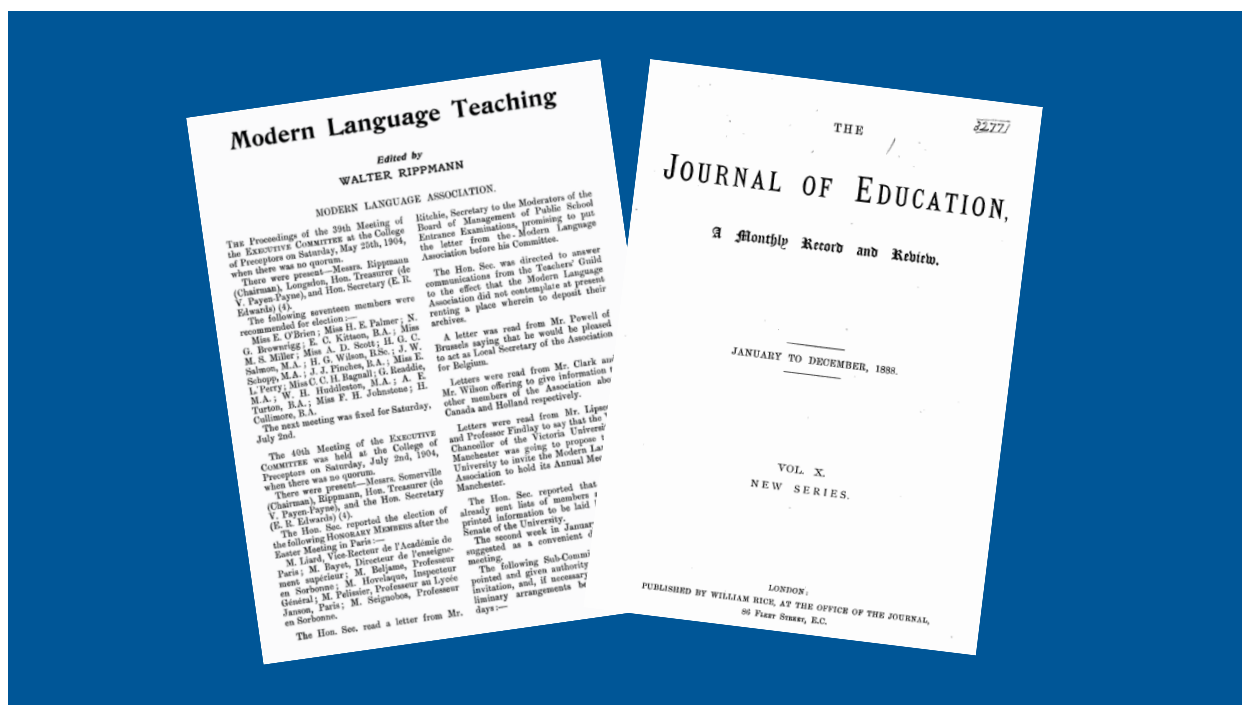 Modern Language Teaching
Edited by
WALTER RIPPMANN
MODERN LANGUAGE ASSOCIATION.
THE Proceedings of the 39th Meeting of
the EXECUTIVE COMMITTEE at the College
of Preceptors on Saturday, May 25th, 1904,
when there was no quorum.
There were present—Messrs. Rippmann
(Chairman), Longsdon, Hon. Treasurer (de
V. Payen-Payne), and Hon. Secretary (E. R.
Edwards) (4).
The following seventeen members were
recommended for election:—
Miss E. O'Brien; Miss H. E. Palmer; N.
G. Brownrigg; E. C. Kittson, B.A.; Miss
M. S. Miller; Miss A. D. Scott; H. G. C.
Salmon, M.A.; H. G. Wilson, B.Sc.; J. W.
Schopp, M.A.; J. J. Pinches, B.A.; Miss E.
L. Perry; Miss C. C. H. Bagnall; G. Readdie,
M.A.; W. H. Huddleston, M.A.; A. E.
Turton, B.A.; Miss F. H. Johnstone; H.
Cullimore, B.A.
The next meeting was fixed for Saturday,
July 2nd.
The 40th Meeting of the EXECUTIVE
COMMITTEE was held at the College of
Preceptors on Saturday, July 2nd, 1904,
when there was no quorum.
There were present—Messrs. Somerville
(Chairman), Rippmann, Hon. Treasurer (de
V. Payen-Payne), and the Hon. Secretary
(E. R. Edwards) (4).
The Hon. Sec. reported the election of
the following HONORARY MEMBERS after the
Easter Meeting in Paris:—
M. Liard, Vice-Recteur de l'Académie de
Paris; M. Bayet, Directeur de l'enseigne-
ment supérieur; M. Beljame, Professeur
en Sorbonne; M. Hovelaque, Inspecteur
Général; M. Pelissier, Professeur au Lycée
Janson, Paris; M. Seignobos, Professeur
en Sorbonne.
The Hon. Sec. read a letter from Mr.
Ritchie, Secretary to the Moderators of the
Board of Management of Public School
Entrance Examinations, promising to put
the letter from the Modern Language
Association before his Committee.
The Hon. Sec. was directed to answer
communications from the Teachers' Guild
to the effect that the Modern Language
Association did not contemplate at present
renting a place wherein to deposit their
archives.
A letter was read from Mr. Powell of
Brussels saying that he would be pleased
to act as Local Secretary of the Association
for Belgium.
Letters were read from Mr. Clark and
Mr. Wilson offering to give information
other members of the Association abo
Canada and Holland respectively.
Letters were read from Mr. Lipsc
and Professor Findlay to say that the
Chancellor of the Victoria Universi
Manchester was going to propose t
University to invite the Modern La
Association to hold its Annual Mee
Manchester.
The Hon. Sec. reported that
already sent lists of members
printed information to be laid
Senate of the University.
The second week in Januar
suggested as a convenient d
meeting.
The following Sub-Commi
pointed and given authority
invitation, and, if necessary
liminary arrangements be
days:—
THE
32771
JOURNAL OF EDUCATION,
A Monthly Record and Review.
JANUARY TO DECEMBER, 1888.
VOL. X.
NEW SERIES.
LONDON:
PUBLISHED BY WILLIAM RICE, AT THE OFFICE OF THE JOURNAL,
86 FLEET STREET, E.C.